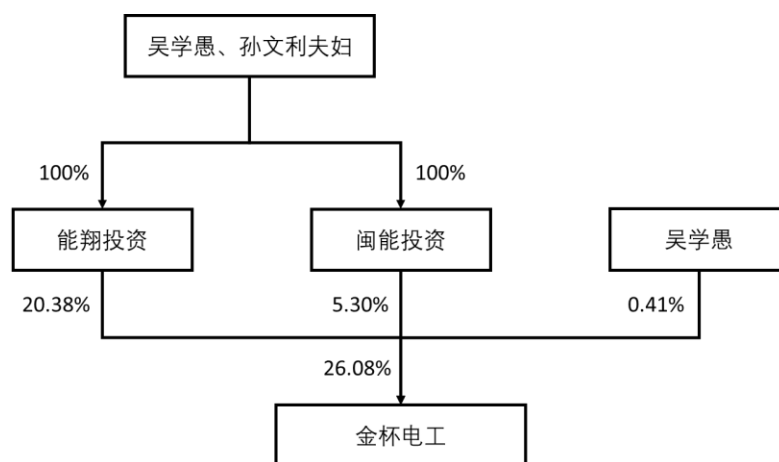 吴学愚、孙文利夫妇
100%
100%
能翔投资
闽能投资
吴学愚
20.38%
5.30%
0.41%
26.08%
金杯电工